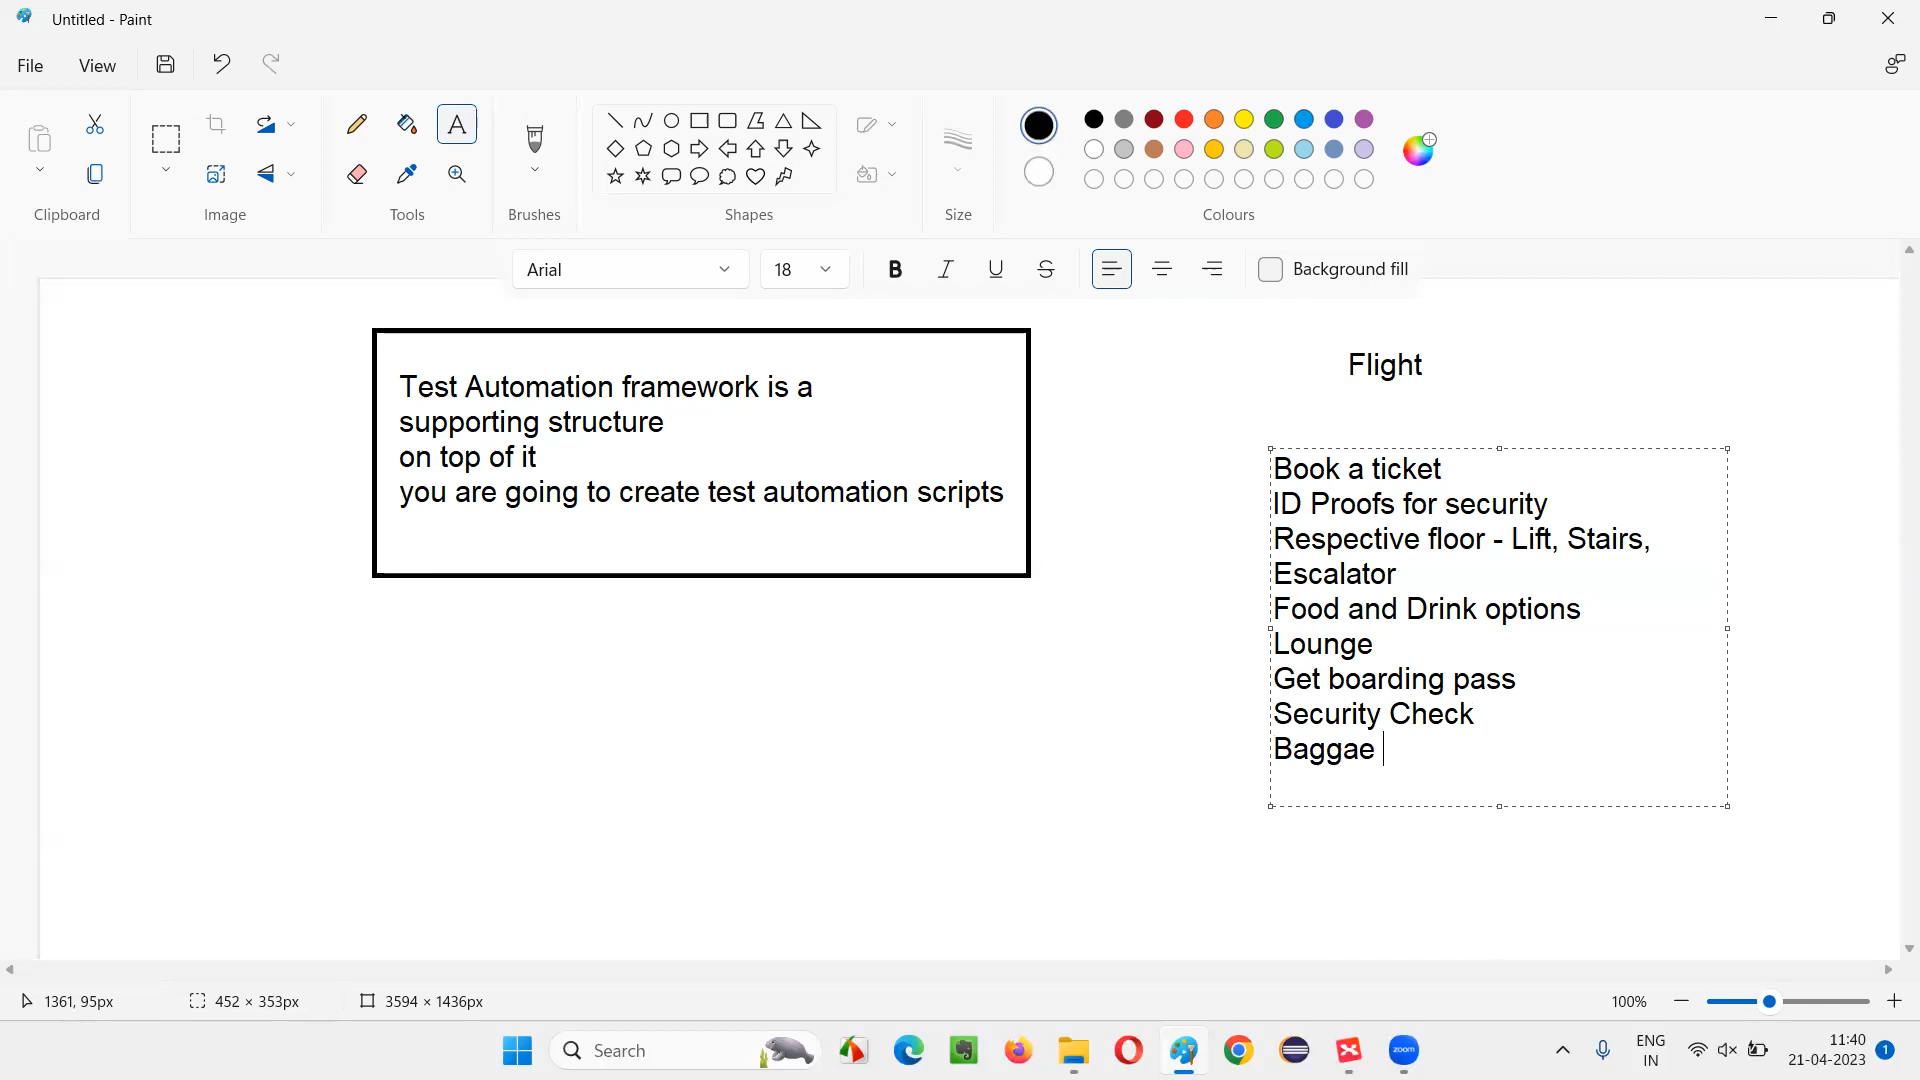 Untitled - Paint
File
View
Clipboard
Image
Tools
Brushes
Shapes
Size
Colours
Arial
18
B
I
U
S
Background fill
Test Automation framework is a
supporting structure
on top of it
you are going to create test automation scripts
Flight
Book a ticket
ID Proofs for security
Respective floor - Lift, Stairs,
Escalator
Food and Drink options
Lounge
Get boarding pass
Security Check
Baggae
1361, 95px
452 × 353px
3594 × 1436px
100%
Search
zoom
ENG
IN
11:40
21-04-2023
1